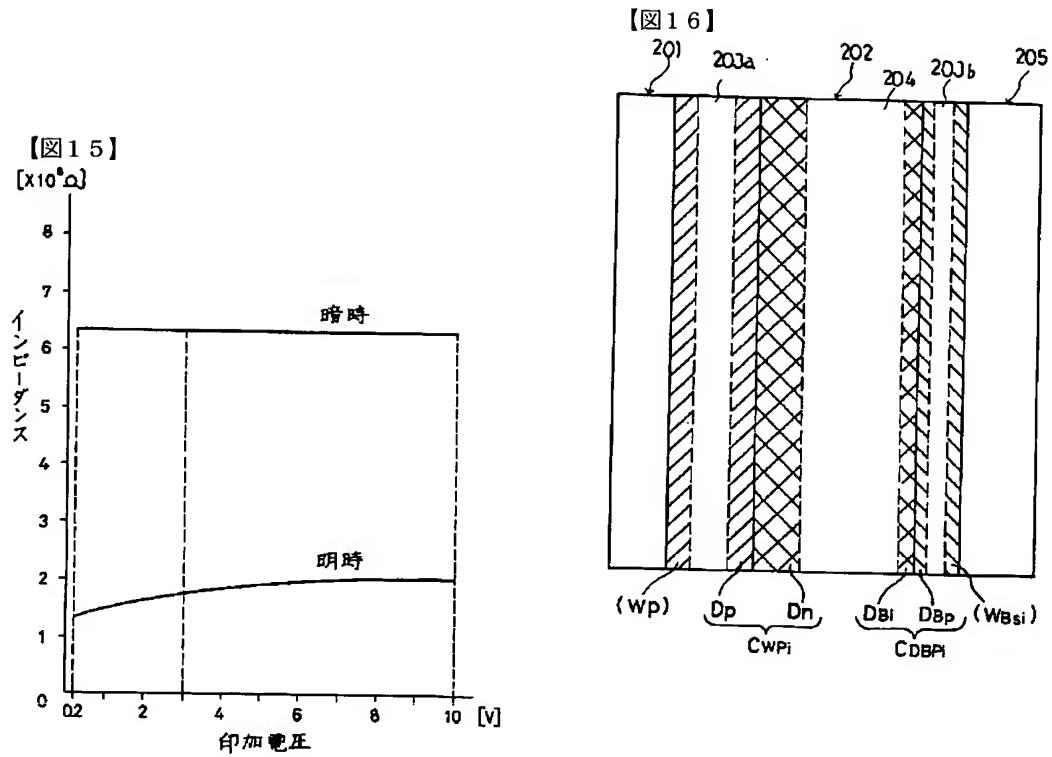 【図15】
[X10⁶Ω]
8
7
6
5
4
3
2
1
0
インピーダンス
暗時
明時
0.2 2 4 6 8 10 [V]
印加電圧
【図16】
201 203a 202 204 203b 205
(Wp) Dp Dn DBi DBp (WBsi)
CWPi CDBPi